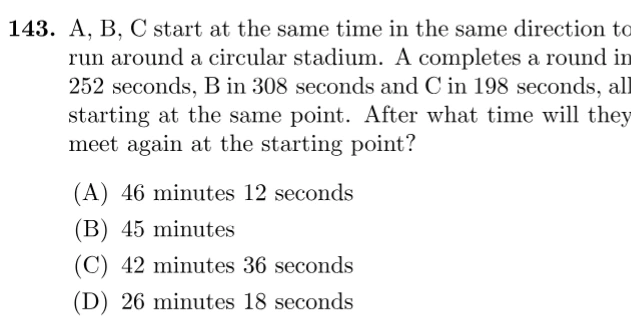 143. A, B, C start at the same time in the same direction to
run around a circular stadium. A completes a round in
252 seconds, B in 308 seconds and C in 198 seconds, all
starting at the same point. After what time will they
meet again at the starting point?
(A) 46 minutes 12 seconds
(B) 45 minutes
(C) 42 minutes 36 seconds
(D) 26 minutes 18 seconds